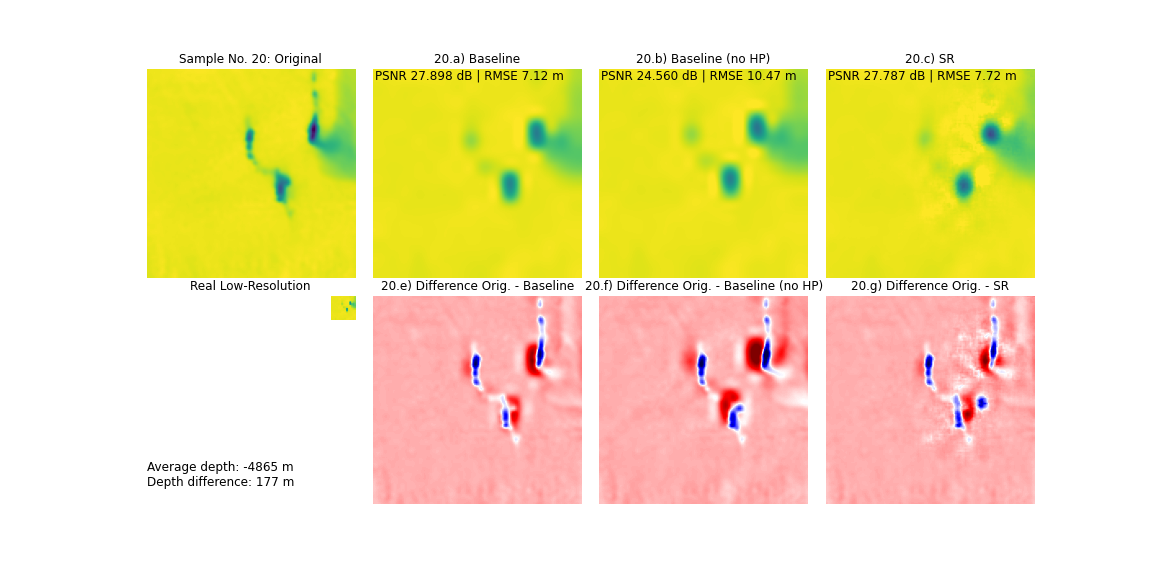 Sample No. 20: Original
20.a) Baseline
20.b) Baseline (no HP)
20.c) SR
PSNR 27.898 dB | RMSE 7.12 m
PSNR 24.560 dB | RMSE 10.47 m
PSNR 27.787 dB | RMSE 7.72 m
Real Low-Resolution
20.e) Difference Orig. - Baseline
20.f) Difference Orig. - Baseline (no HP)
20.g) Difference Orig. - SR
Average depth: -4865 m
Depth difference: 177 m